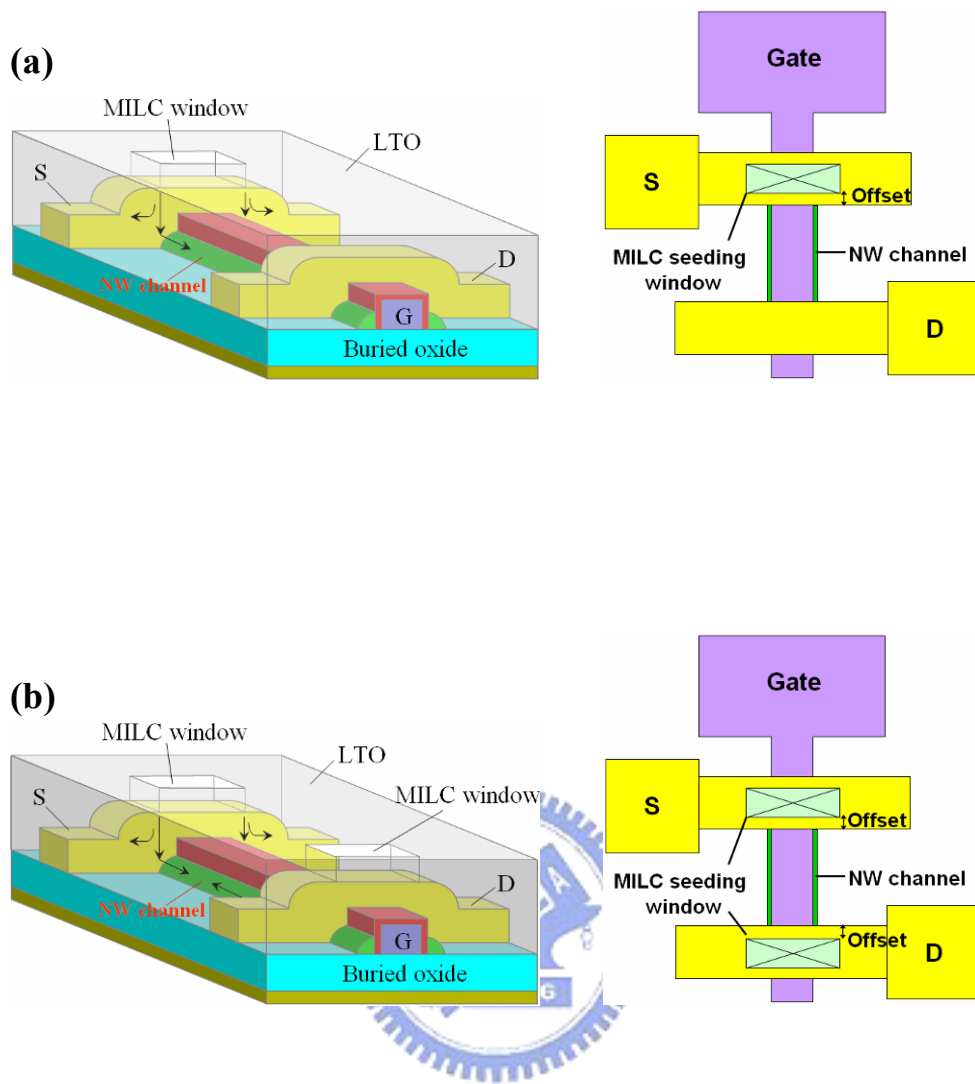 (a)
MILC window
LTO
S
NW channel
D
G
Buried oxide
Gate
S
Offset
MILC seeding
window
NW channel
D
(b)
MILC window
LTO
MILC window
S
NW channel
D
G
Buried oxide
Gate
S
Offset
MILC seeding
window
NW channel
Offset
D